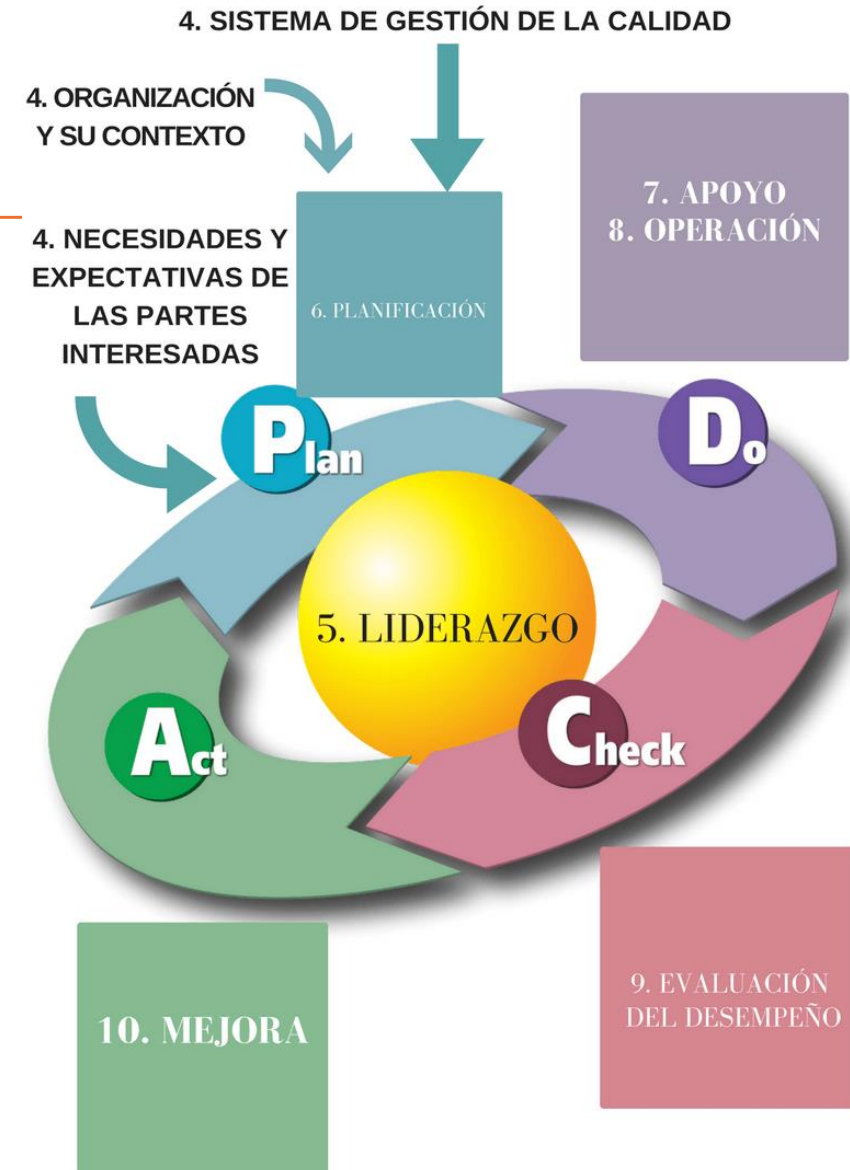 4. SISTEMA DE GESTIÓN DE LA CALIDAD
4. ORGANIZACIÓN
Y SU CONTEXTO
7. APOYO
8. OPERACIÓN
4. NECESIDADES Y
EXPECTATIVAS DE
LAS PARTES
INTERESADAS
6. PLANIFICACIÓN
Plan
Do
5. LIDERAZGO
Act
Check
9. EVALUACIÓN
DEL DESEMPEÑO
10. MEJORA